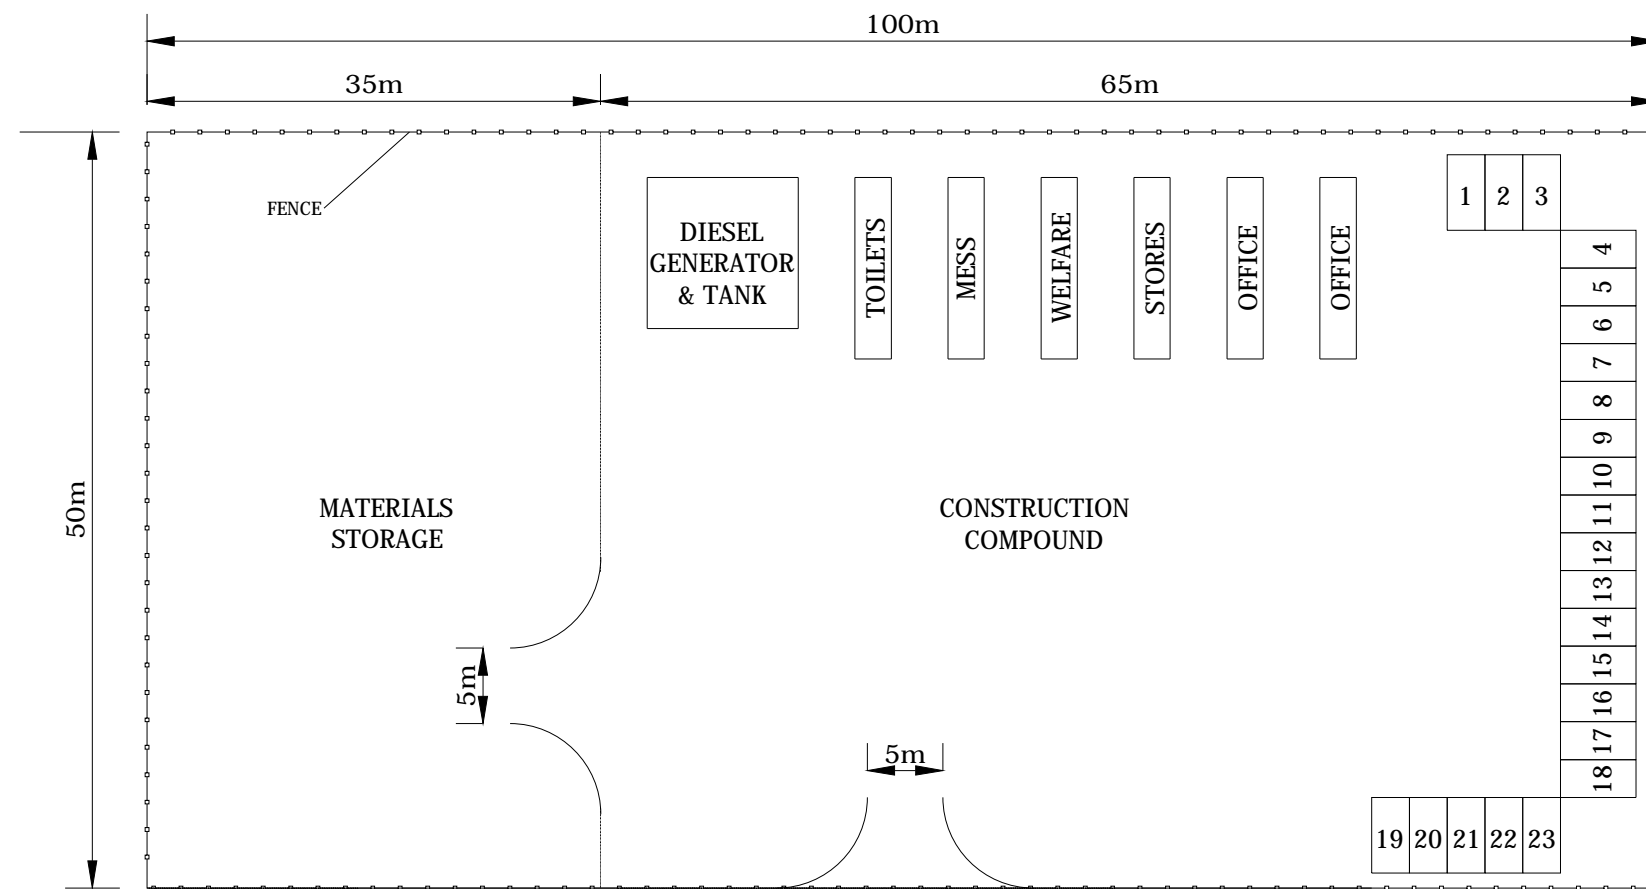 100m
35m
65m
FENCE
DIESEL
GENERATOR
& TANK
TOILETS
MESS
WELFARE
STORES
OFFICE
OFFICE
1
2
3
4
5
6
7
8
9
10
11
12
13
14
15
16
17
18
19
20
21
22
23
50m
MATERIALS
STORAGE
CONSTRUCTION
COMPOUND
5m
5m